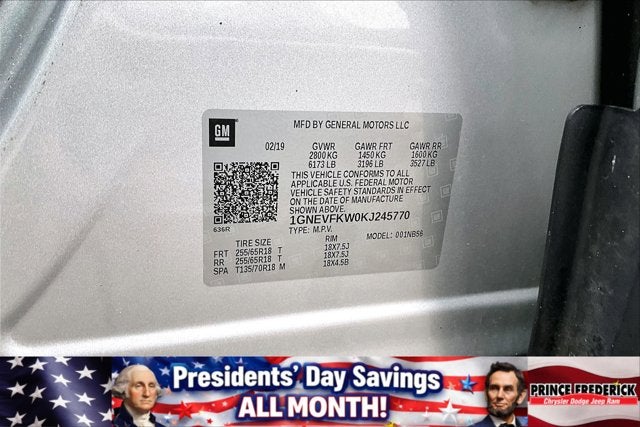 GM
MFD BY GENERAL MOTORS LLC
02/19 GVWR GAWR FRT GAWR RR
2800 KG 1450 KG 1600 KG
6173 LB 3196 LB 3527 LB
THIS VEHICLE CONFORMS TO ALL
APPLICABLE U.S. FEDERAL MOTOR
VEHICLE SAFETY STANDARDS IN EFFECT
ON THE DATE OF MANUFACTURE
SHOWN ABOVE.
1GNEVFKW0KJ245770
636R
TYPE: M.P.V. MODEL: 001NB56
TIRE SIZE RIM
FRT 255/65R18 T 18X7.5J
RR 255/65R18 T 18X7.5J
SPA T135/70R18 M 18X4.5B
Presidents' Day Savings
ALL MONTH!
PRINCE FREDERICK
Chrysler Dodge Jeep Ram